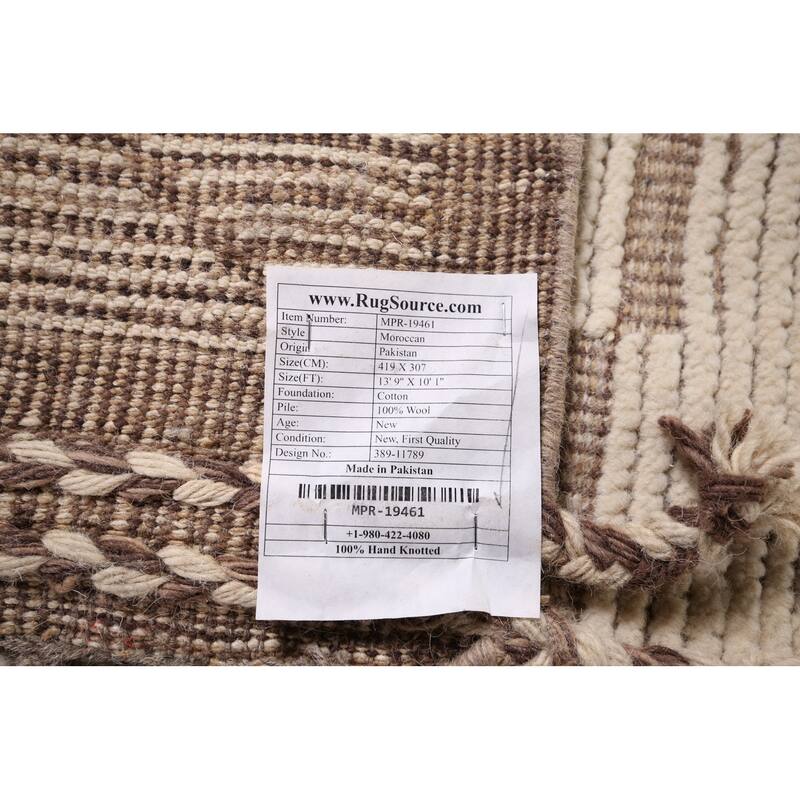 www.RugSource.com
Item Number: MPR-19461
Style Moroccan
Origin Pakistan
Size(CM): 419 X 307
Size(FT): 13' 9" X 10' 1"
Foundation: Cotton
Pile: 100% Wool
Age: New
Condition: New, First Quality
Design No.: 389-11789
Made in Pakistan
MPR-19461
+1-980-422-4080
100% Hand Knotted